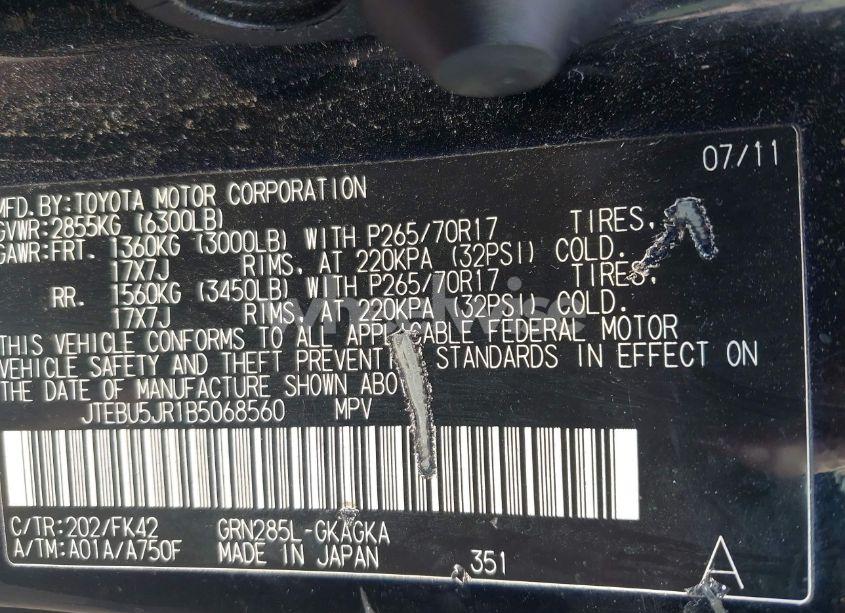 07/11
MFD.BY:TOYOTA MOTOR CORPORATION
GVWR:2855KG (6300LB)
GAWR:FRT. 1360KG (3000LB) WITH P265/70R17 TIRES,
17X7J RIMS, AT 220KPA (32PSI) COLD.
RR. 1560KG (3450LB) WITH P265/70R17 TIRES,
17X7J RIMS, AT 220KPA (32PSI) COLD.
THIS VEHICLE CONFORMS TO ALL APPLICABLE FEDERAL MOTOR
VEHICLE SAFETY AND THEFT PREVENTI STANDARDS IN EFFECT ON
THE DATE OF MANUFACTURE SHOWN ABO
JTEBU5JR1B5068560 MPV
C/TR:202/FK42 GRN285L-GKAGKA
A/TM:A01A/A750F MADE IN JAPAN 351 A